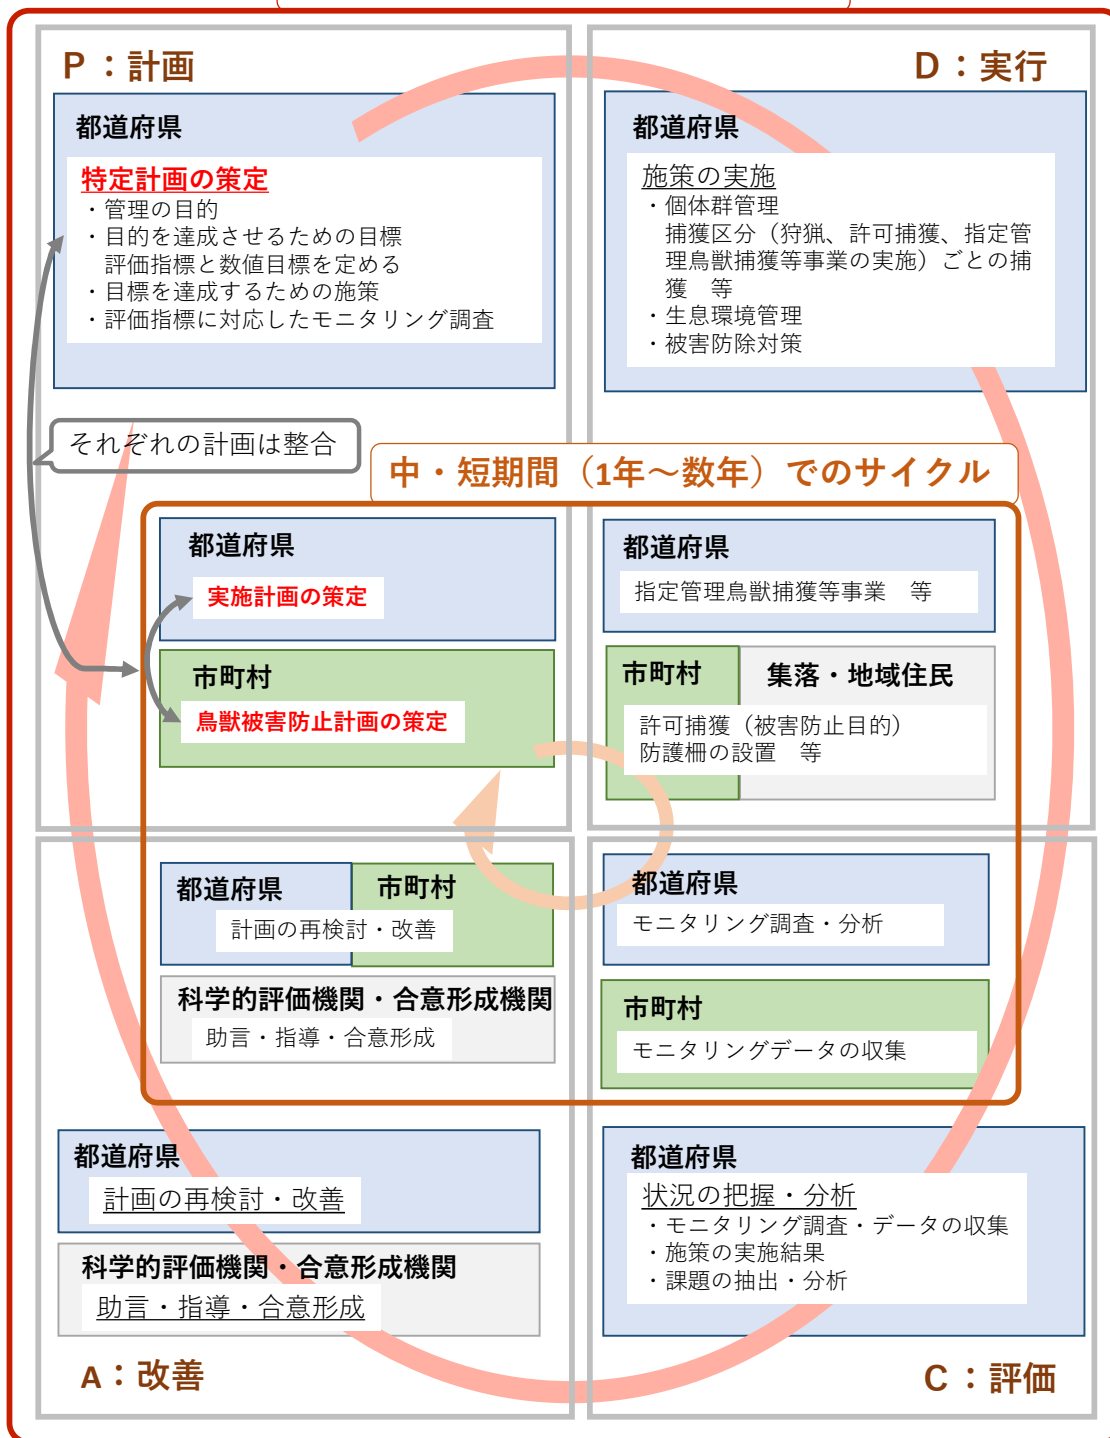 P：計画
都道府県
特定計画の策定
・管理の目的
・目的を達成させるための目標
評価指標と数値目標を定める
・目標を達成するための施策
・評価指標に対応したモニタリング調査
D：実行
都道府県
施策の実施
・個体群管理
捕獲区分（狩猟、許可捕獲、指定管
理鳥獣捕獲等事業の実施）ごとの捕
獲　等
・生息環境管理
・被害防除対策
それぞれの計画は整合
中・短期間（1年～数年）でのサイクル
都道府県
実施計画の策定
市町村
鳥獣被害防止計画の策定
都道府県
指定管理鳥獣捕獲等事業　等
市町村
集落・地域住民
許可捕獲（被害防止目的）
防護柵の設置　等
都道府県
市町村
計画の再検討・改善
科学的評価機関・合意形成機関
助言・指導・合意形成
都道府県
モニタリング調査・分析
市町村
モニタリングデータの収集
都道府県
計画の再検討・改善
科学的評価機関・合意形成機関
助言・指導・合意形成
A：改善
都道府県
状況の把握・分析
・モニタリング調査・データの収集
・施策の実施結果
・課題の抽出・分析
C：評価